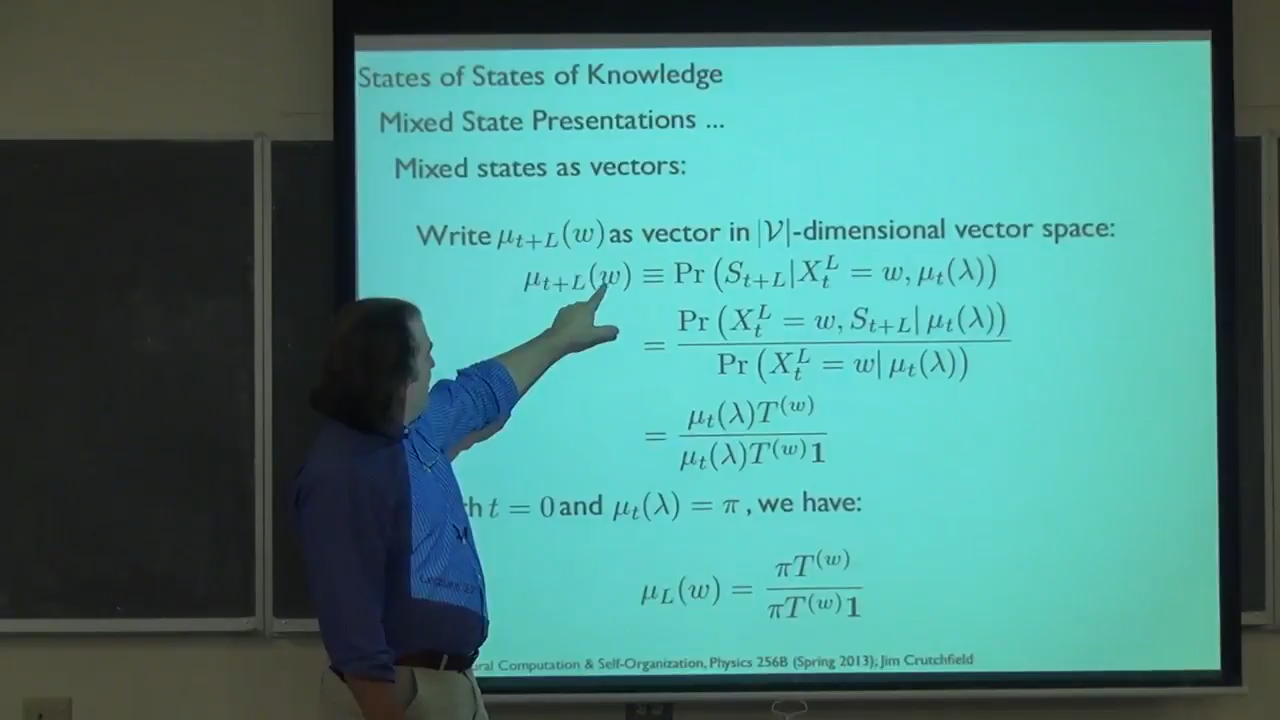 States of States of Knowledge
Mixed State Presentations ...
Mixed states as vectors:
Write μ_{t+L}(w) as vector in |𝒱|-dimensional vector space:
μ_{t+L}(w) ≡ Pr (S_{t+L}|X_t^L = w, μ_t(λ))
= Pr (X_t^L = w, S_{t+L}| μ_t(λ)) / Pr (X_t^L = w| μ_t(λ))
= μ_t(λ)T^{(w)} / μ_t(λ)T^{(w)}1
t = 0 and μ_t(λ) = π , we have:
μ_L(w) = πT^{(w)} / πT^{(w)}1
Computation & Self-Organization, Physics 256B (Spring 2013); Jim Crutchfield